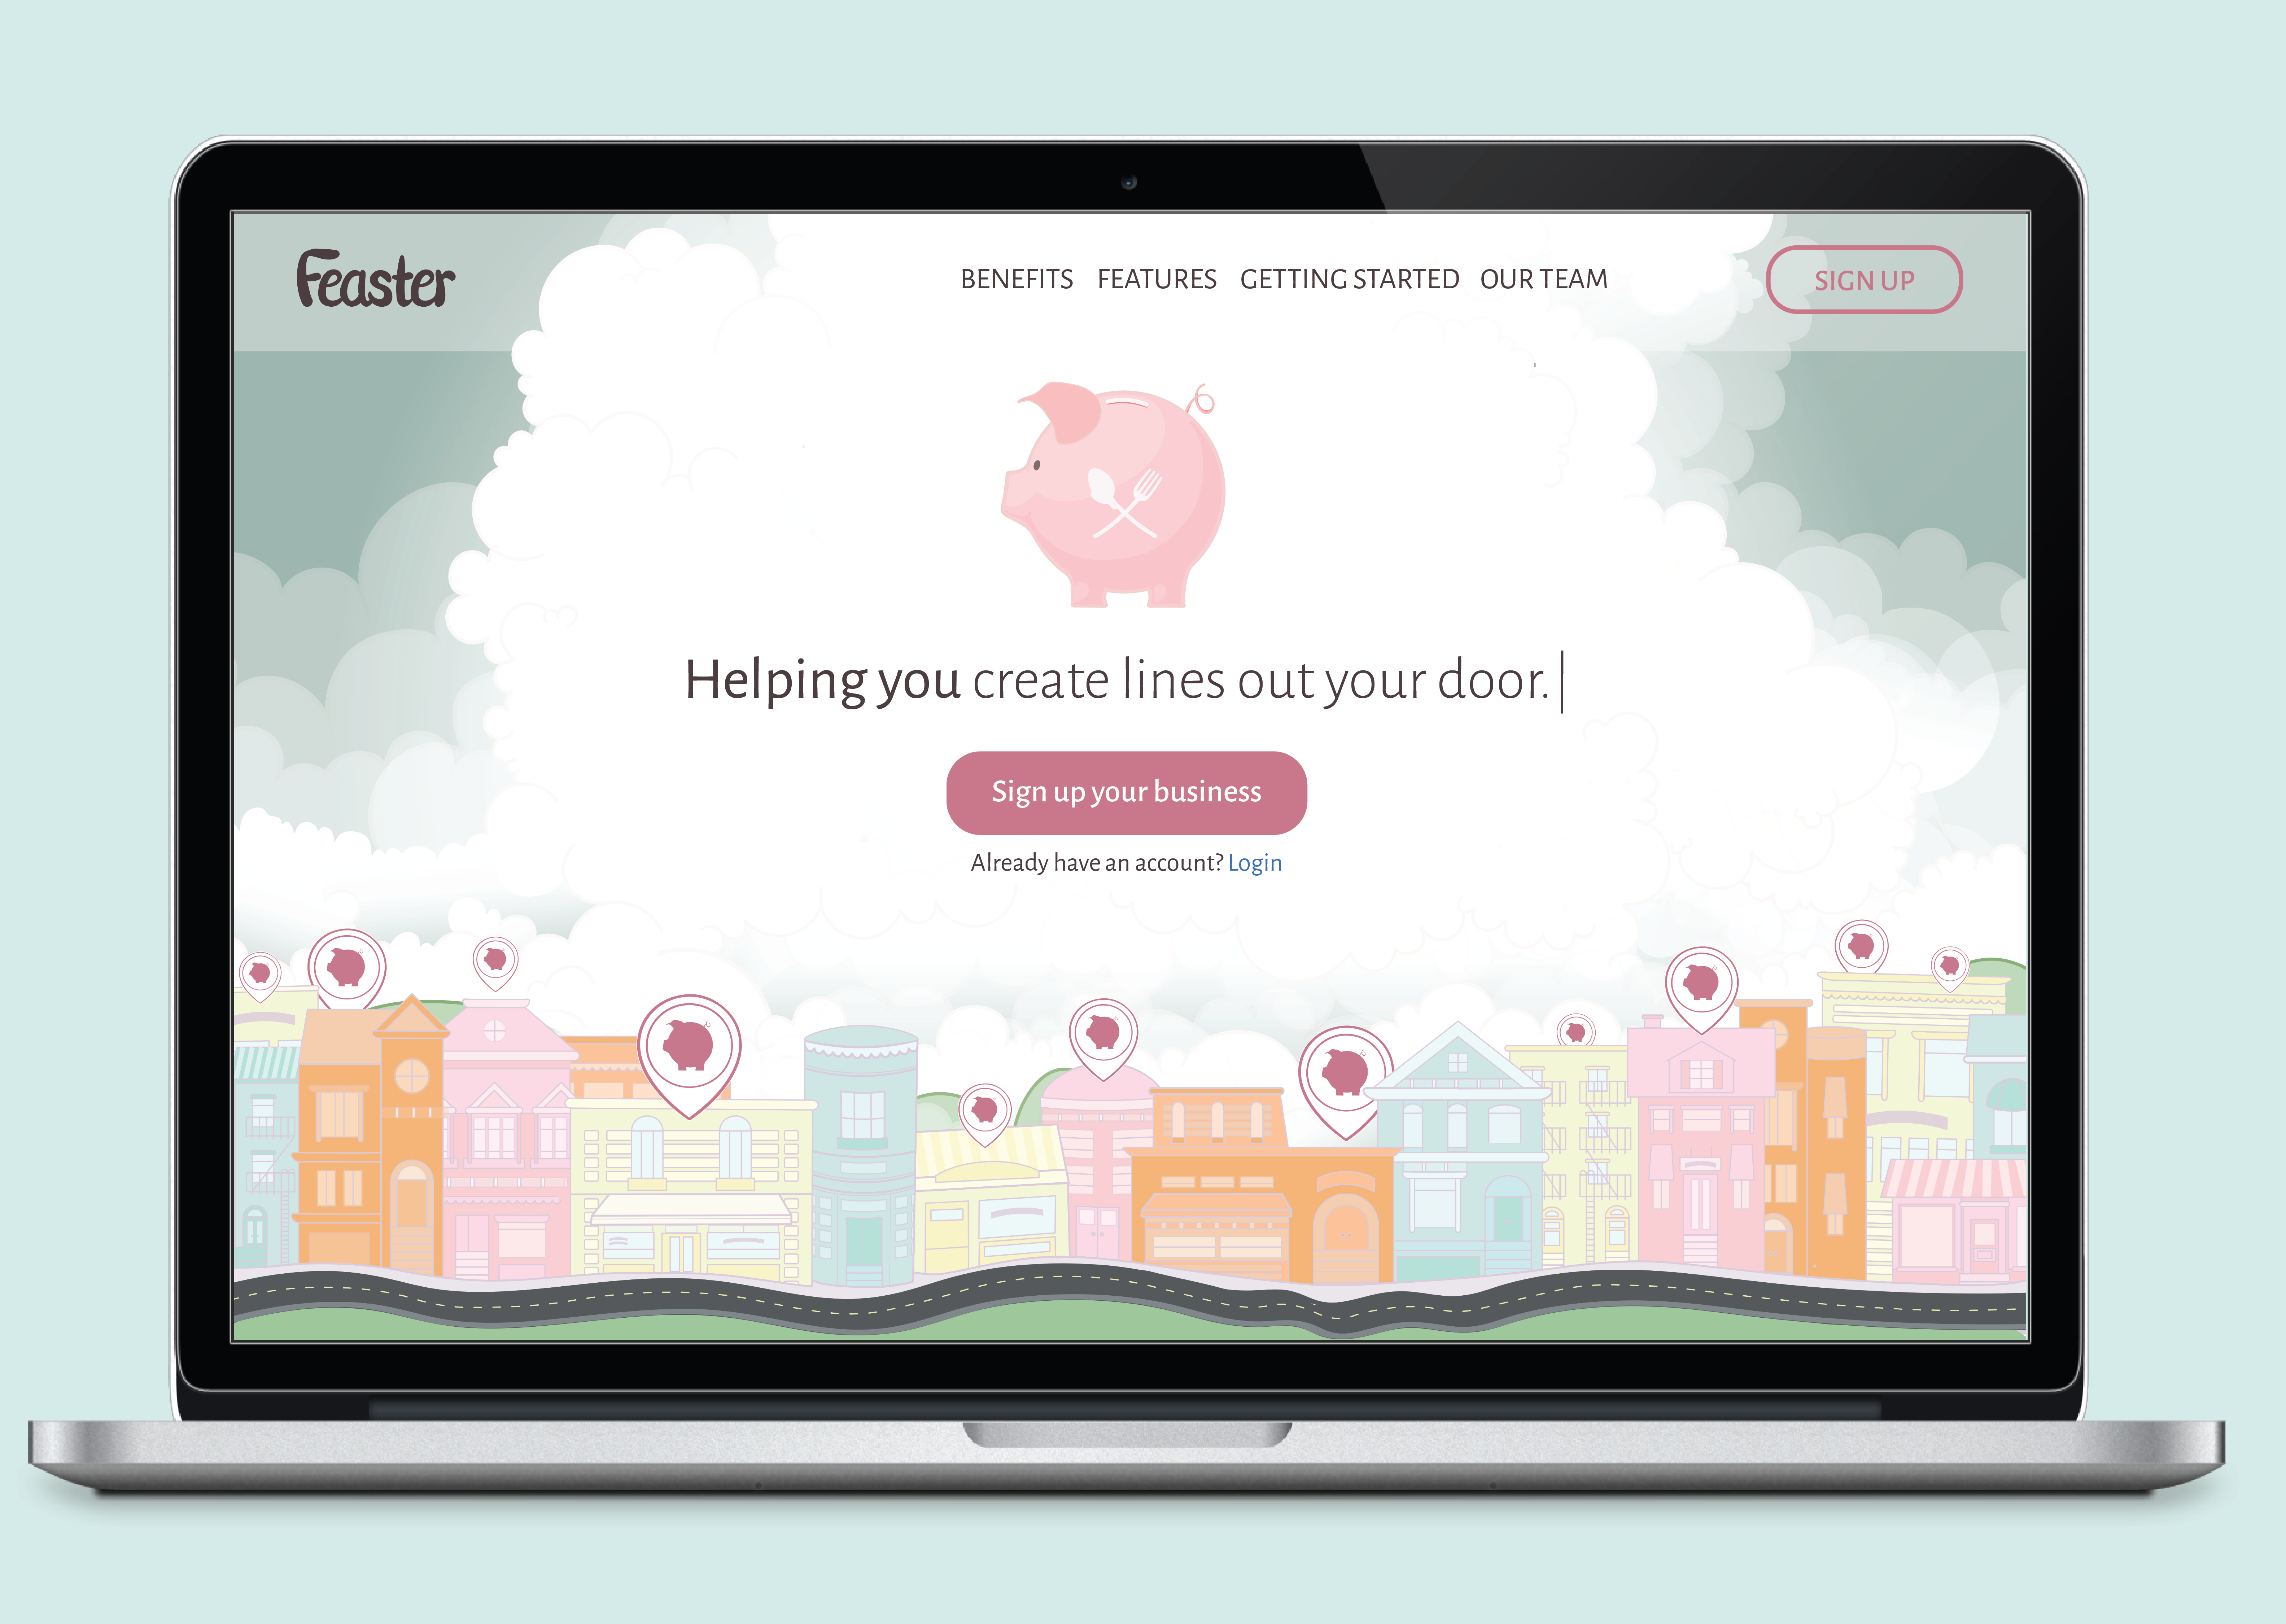 Feaster
BENEFITS FEATURES GETTING STARTED OUR TEAM
SIGN UP
Helping you create lines out your door.
Sign up your business
Already have an account? Login